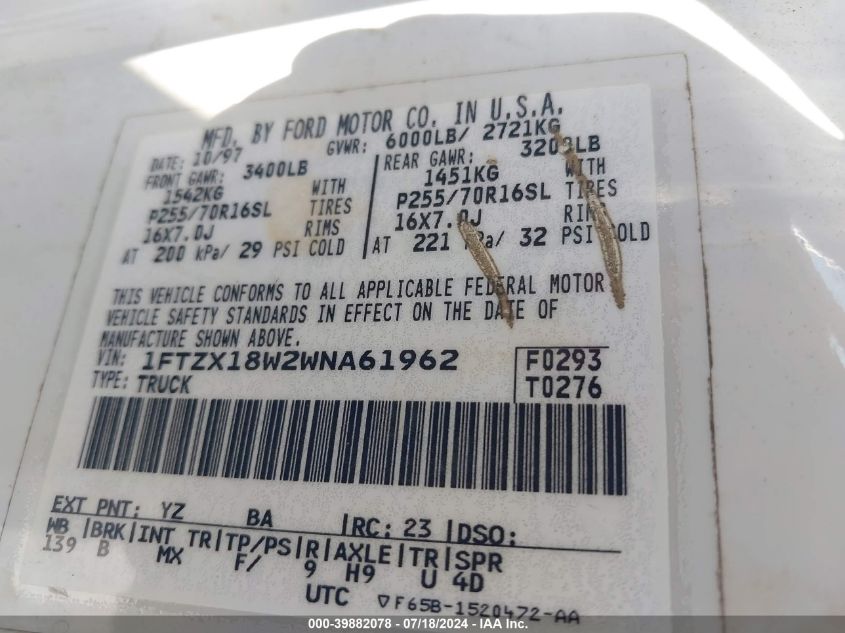 MFD. BY FORD MOTOR CO. IN U.S.A.
DATE: 10/97 GVWR: 6000LB/ 2721KG
FRONT GAWR: 3400LB
1542KG WITH
P255/70R16SL TIRES
16X7.0J RIMS
AT 200 kPa/ 29 PSI COLD
REAR GAWR: 3209LB
1451KG WITH
P255/70R16SL TIRES
16X7.0J RIMS
AT 221 kPa/ 32 PSI COLD
THIS VEHICLE CONFORMS TO ALL APPLICABLE FEDERAL MOTOR
VEHICLE SAFETY STANDARDS IN EFFECT ON THE DATE OF
MANUFACTURE SHOWN ABOVE.
VIN: 1FTZX18W2WNA61962 F0293
TYPE: TRUCK T0276
EXT PNT: YZ BA RC: 23 DSO:
WB BRK INT TR TP/PS R AXLE TR SPR
139 B MX F/ 9 H9 U 4D
UTC F65B-1520472-AA
000-39882078 - 07/18/2024 - IAA Inc.